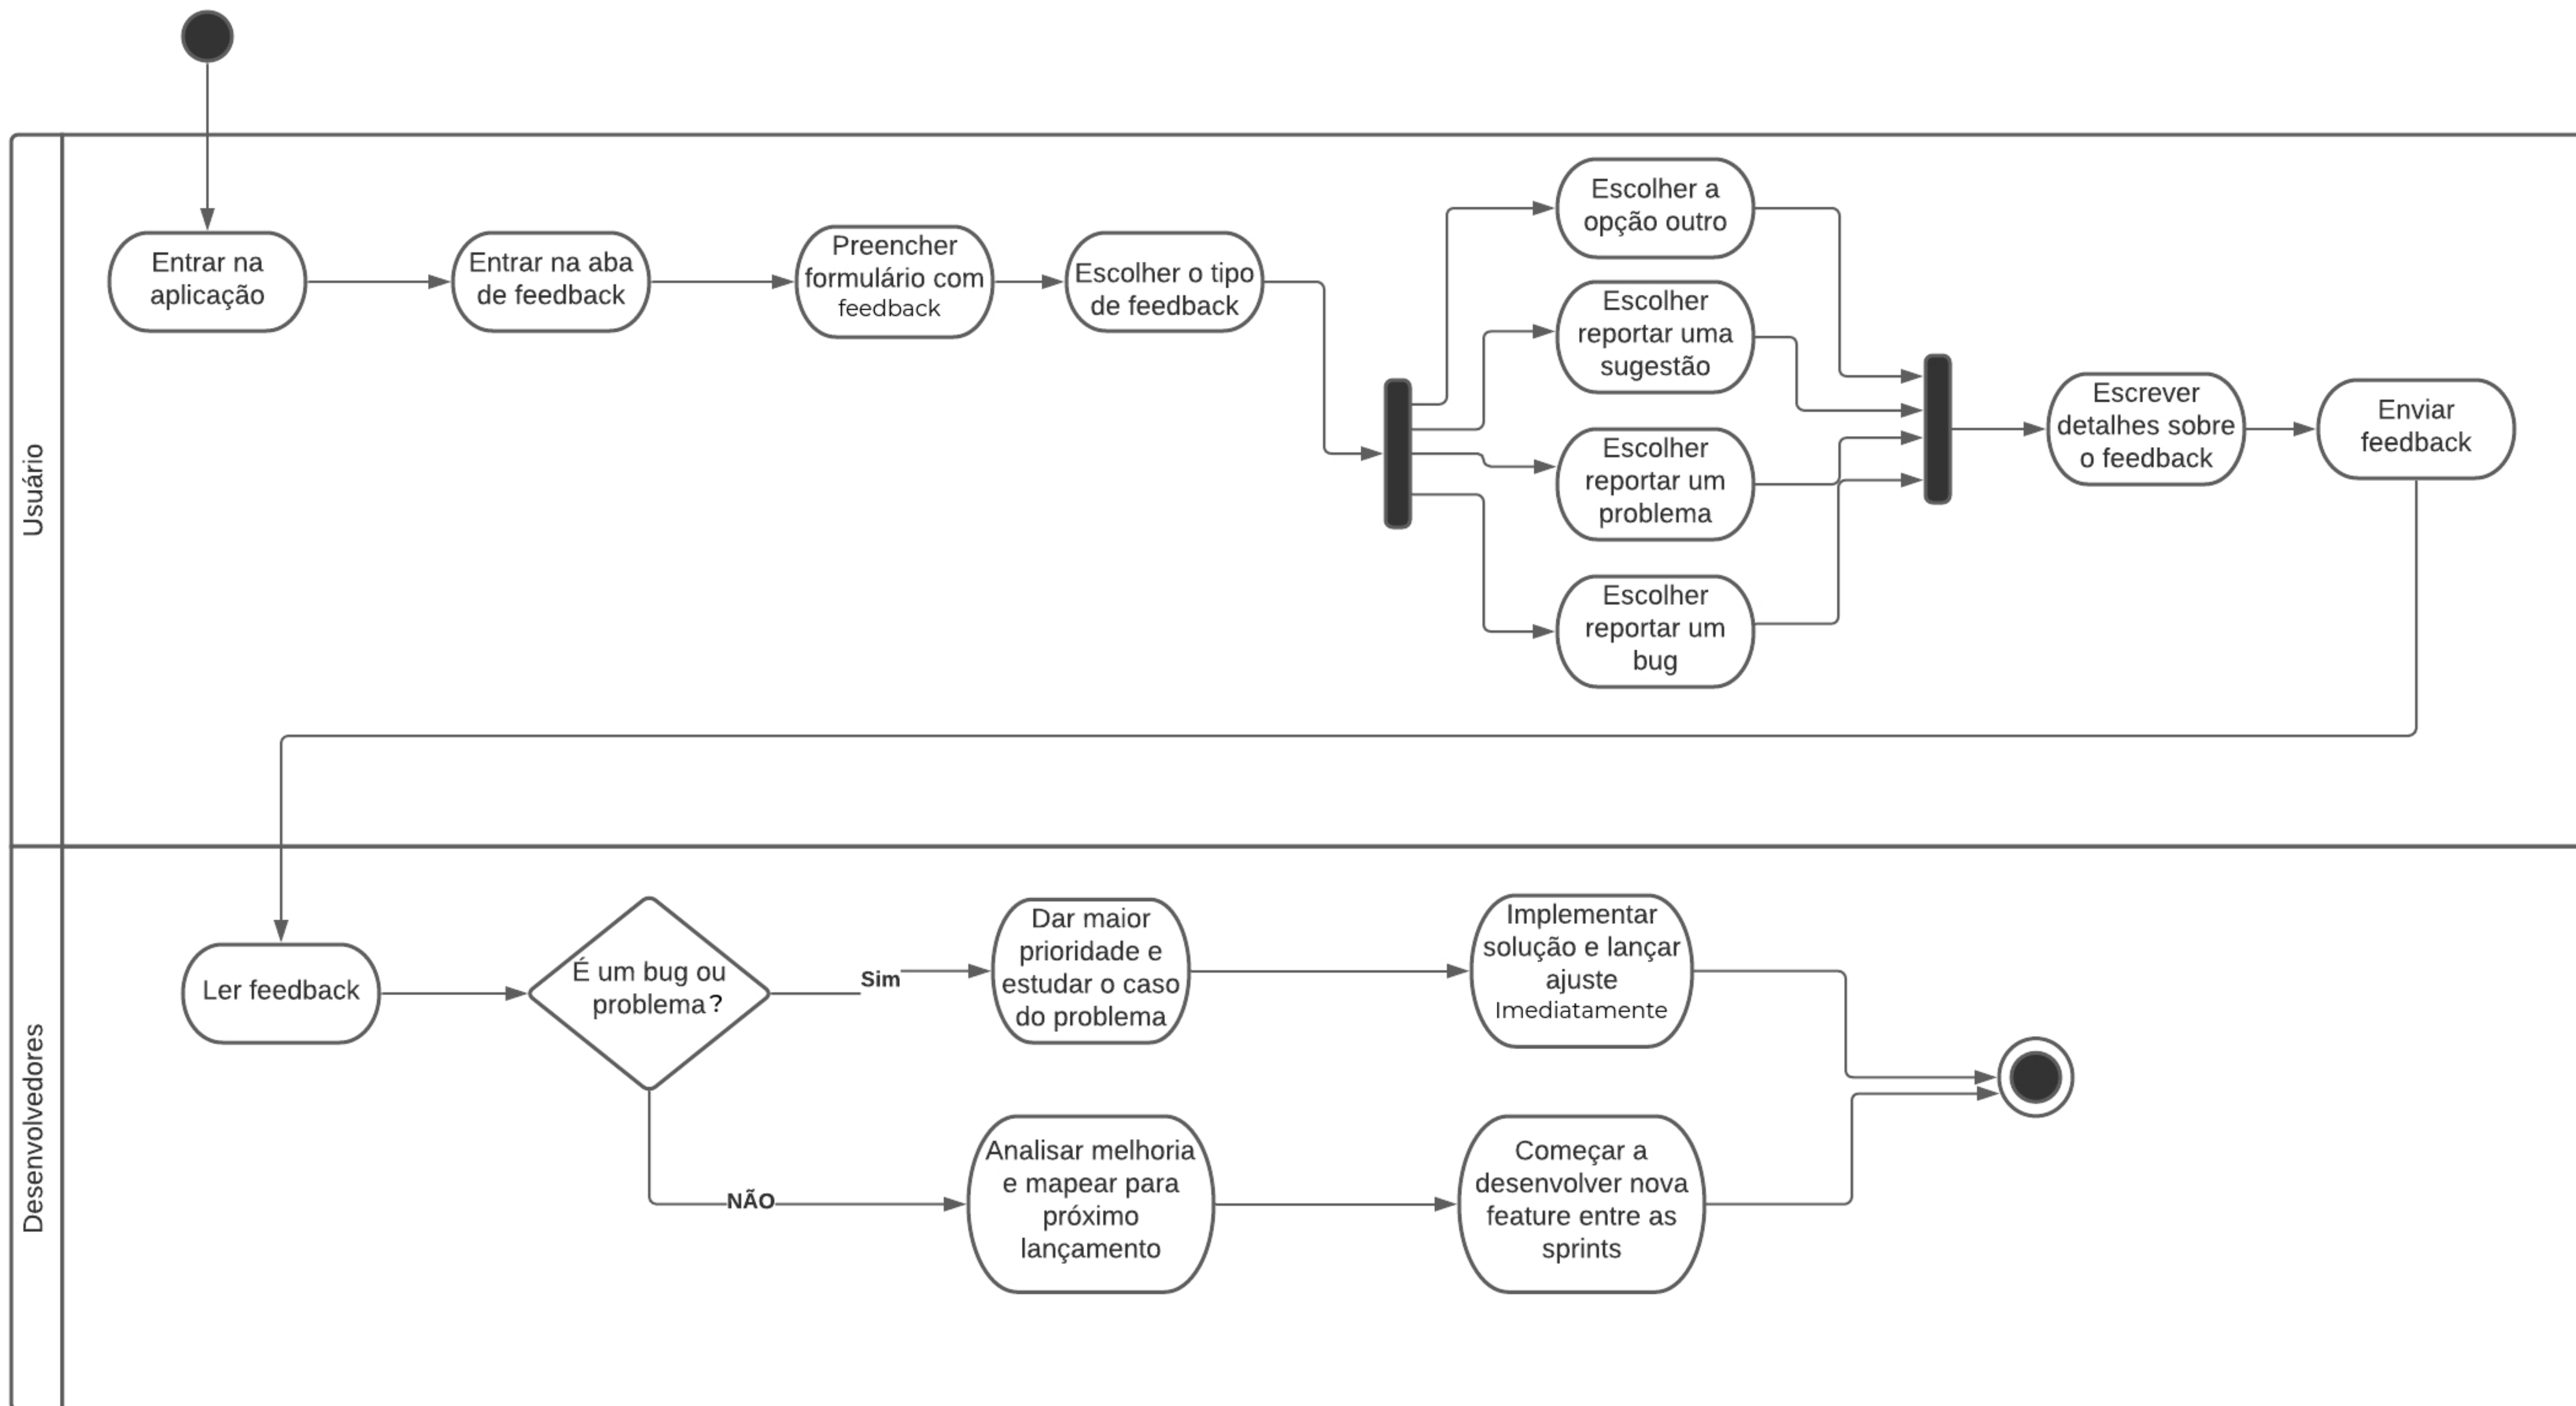 Usuário
Entrar na
aplicação
Entrar na aba
de feedback
Preencher
formulário com
feedback
Escolher o tipo
de feedback
Escolher a
opção outro
Escolher
reportar uma
sugestão
Escolher
reportar um
problema
Escolher
reportar um
bug
Escrever
detalhes sobre
o feedback
Enviar
feedback
Desenvolvedores
Ler feedback
É um bug ou
problema?
Sim
Dar maior
prioridade e
estudar o caso
do problema
Implementar
solução e lançar
ajuste
Imediatamente
NÃO
Analisar melhoria
e mapear para
próximo
lançamento
Começar a
desenvolver nova
feature entre as
sprints